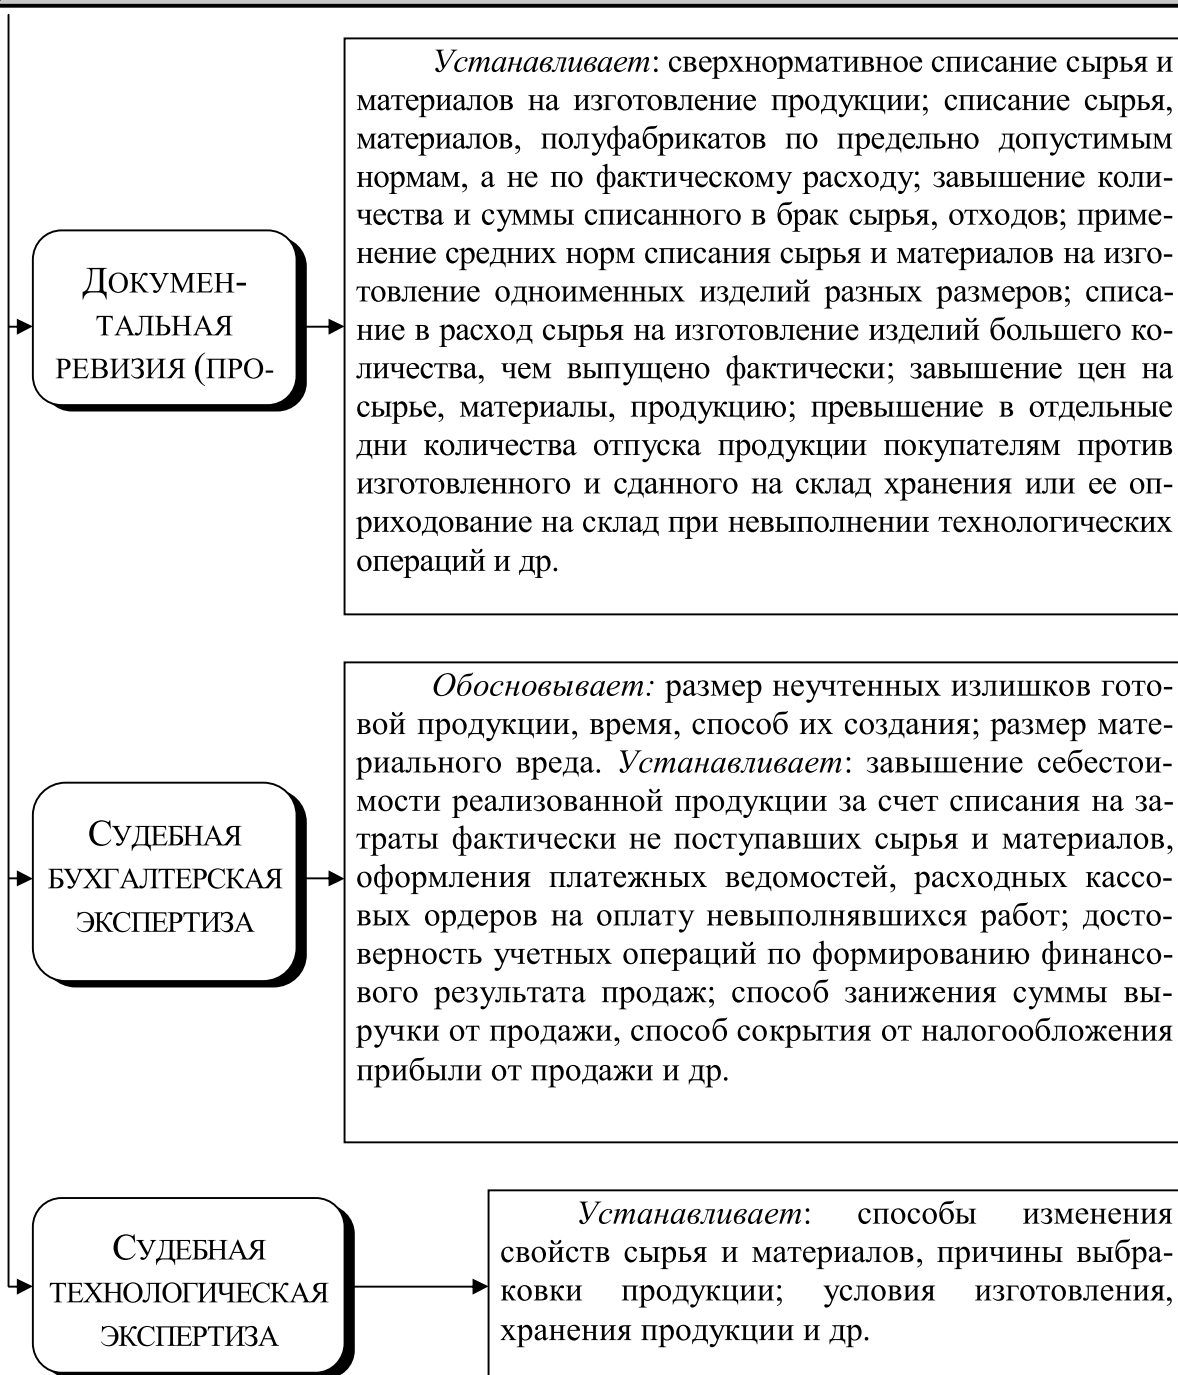 Документальная
ревизия (про-
Устанавливает: сверхнормативное списание сырья и
материалов на изготовление продукции; списание сырья,
материалов, полуфабрикатов по предельно допустимым
нормам, а не по фактическому расходу; завышение коли-
чества и суммы списанного в брак сырья, отходов; приме-
нение средних норм списания сырья и материалов на изго-
товление одноименных изделий разных размеров; списа-
ние в расход сырья на изготовление изделий большего ко-
личества, чем выпущено фактически; завышение цен на
сырье, материалы, продукцию; превышение в отдельные
дни количества отпуска продукции покупателям против
изготовленного и сданного на склад хранения или ее оп-
риходование на склад при невыполнении технологических
операций и др.
Судебная
бухгалтерская
экспертиза
Обосновывает: размер неучтенных излишков гото-
вой продукции, время, способ их создания; размер мате-
риального вреда. Устанавливает: завышение себестои-
мости реализованной продукции за счет списания на за-
траты фактически не поступавших сырья и материалов,
оформления платежных ведомостей, расходных кассо-
вых ордеров на оплату невыполнявшихся работ; досто-
верность учетных операций по формированию финансо-
вого результата продаж; способ занижения суммы вы-
ручки от продажи, способ сокрытия от налогообложения
прибыли от продажи и др.
Судебная
технологическая
экспертиза
Устанавливает: способы изменения
свойств сырья и материалов, причины выбра-
ковки продукции; условия изготовления,
хранения продукции и др.